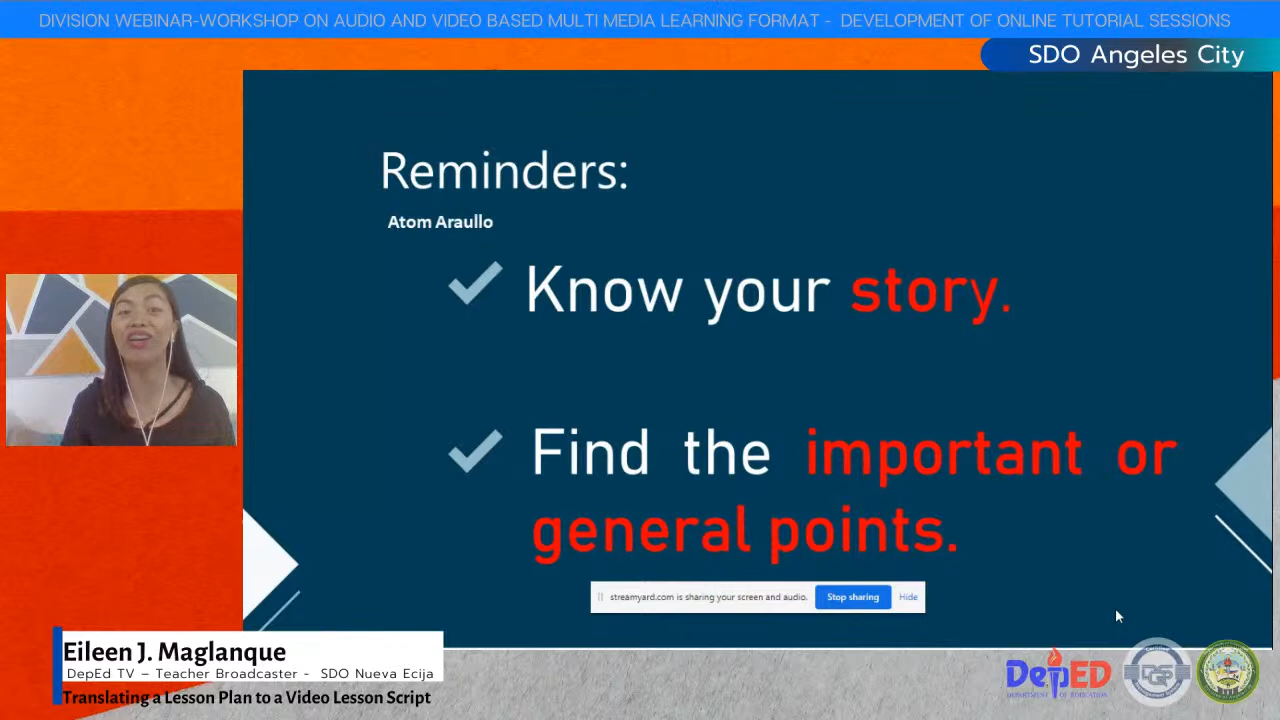 DIVISION WEBINAR-WORKSHOP ON AUDIO AND VIDEO BASED MULTI MEDIA LEARNING FORMAT - DEVELOPMENT OF ONLINE TUTORIAL SESSIONS
SDO Angeles City
Reminders:
Atom Araullo
Know your story.
Find the important or
general points.
streamyard.com is sharing your screen and audio. Stop sharing Hide
Eileen J. Maglanque
DepEd TV – Teacher Broadcaster - SDO Nueva Ecija
Translating a Lesson Plan to a Video Lesson Script
DepED
DEPARTMENT OF EDUCATION